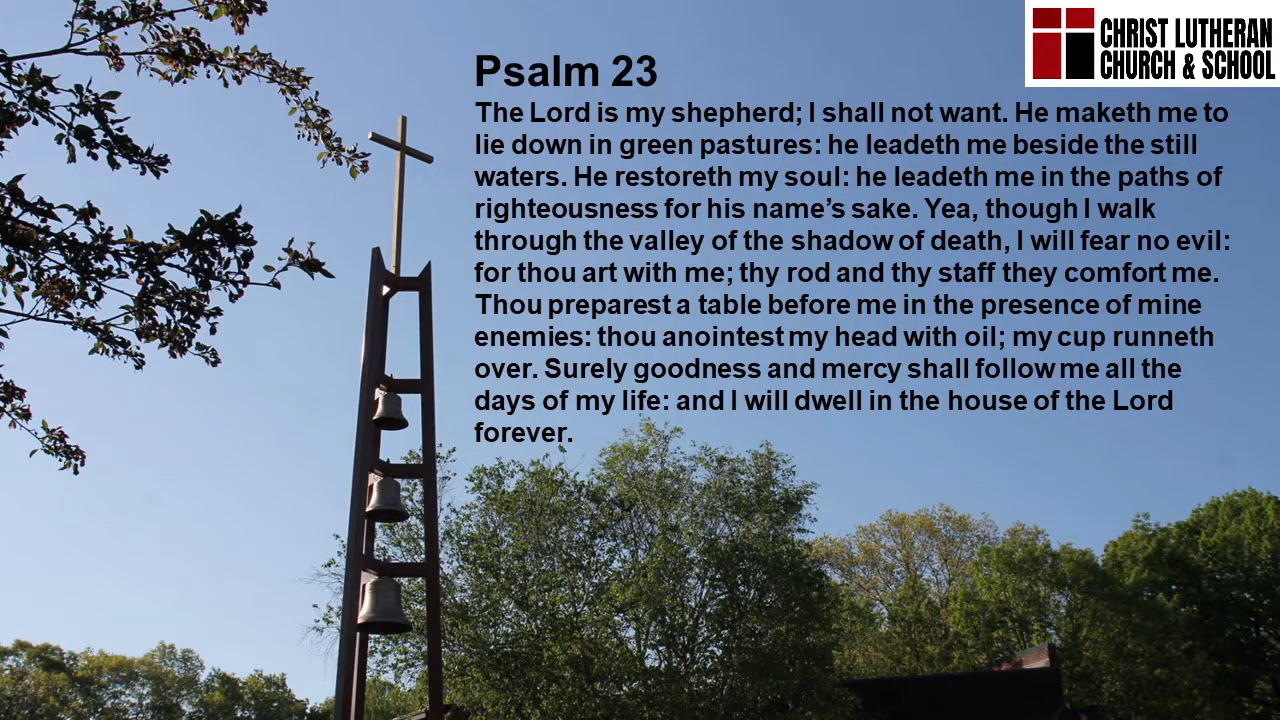 CHRIST LUTHERAN
CHURCH & SCHOOL
Psalm 23
The Lord is my shepherd; I shall not want. He maketh me to
lie down in green pastures: he leadeth me beside the still
waters. He restoreth my soul: he leadeth me in the paths of
righteousness for his name’s sake. Yea, though I walk
through the valley of the shadow of death, I will fear no evil:
for thou art with me; thy rod and thy staff they comfort me.
Thou preparest a table before me in the presence of mine
enemies: thou anointest my head with oil; my cup runneth
over. Surely goodness and mercy shall follow me all the
days of my life: and I will dwell in the house of the Lord
forever.